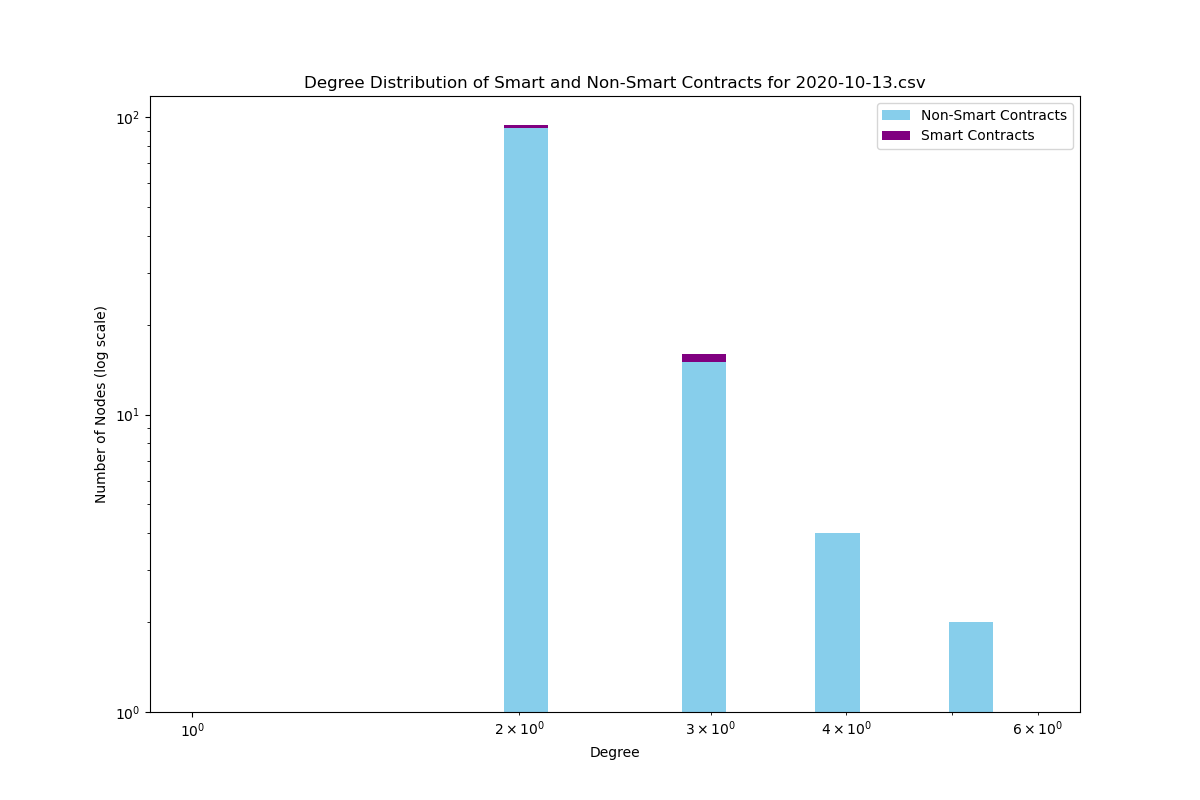 Degree Distribution of Smart and Non-Smart Contracts for 2020-10-13.csv
Non-Smart Contracts
Smart Contracts
Number of Nodes (log scale)
10²
10¹
10⁰
10⁰ 2 × 10⁰ 3 × 10⁰ 4 × 10⁰ 6 × 10⁰
Degree